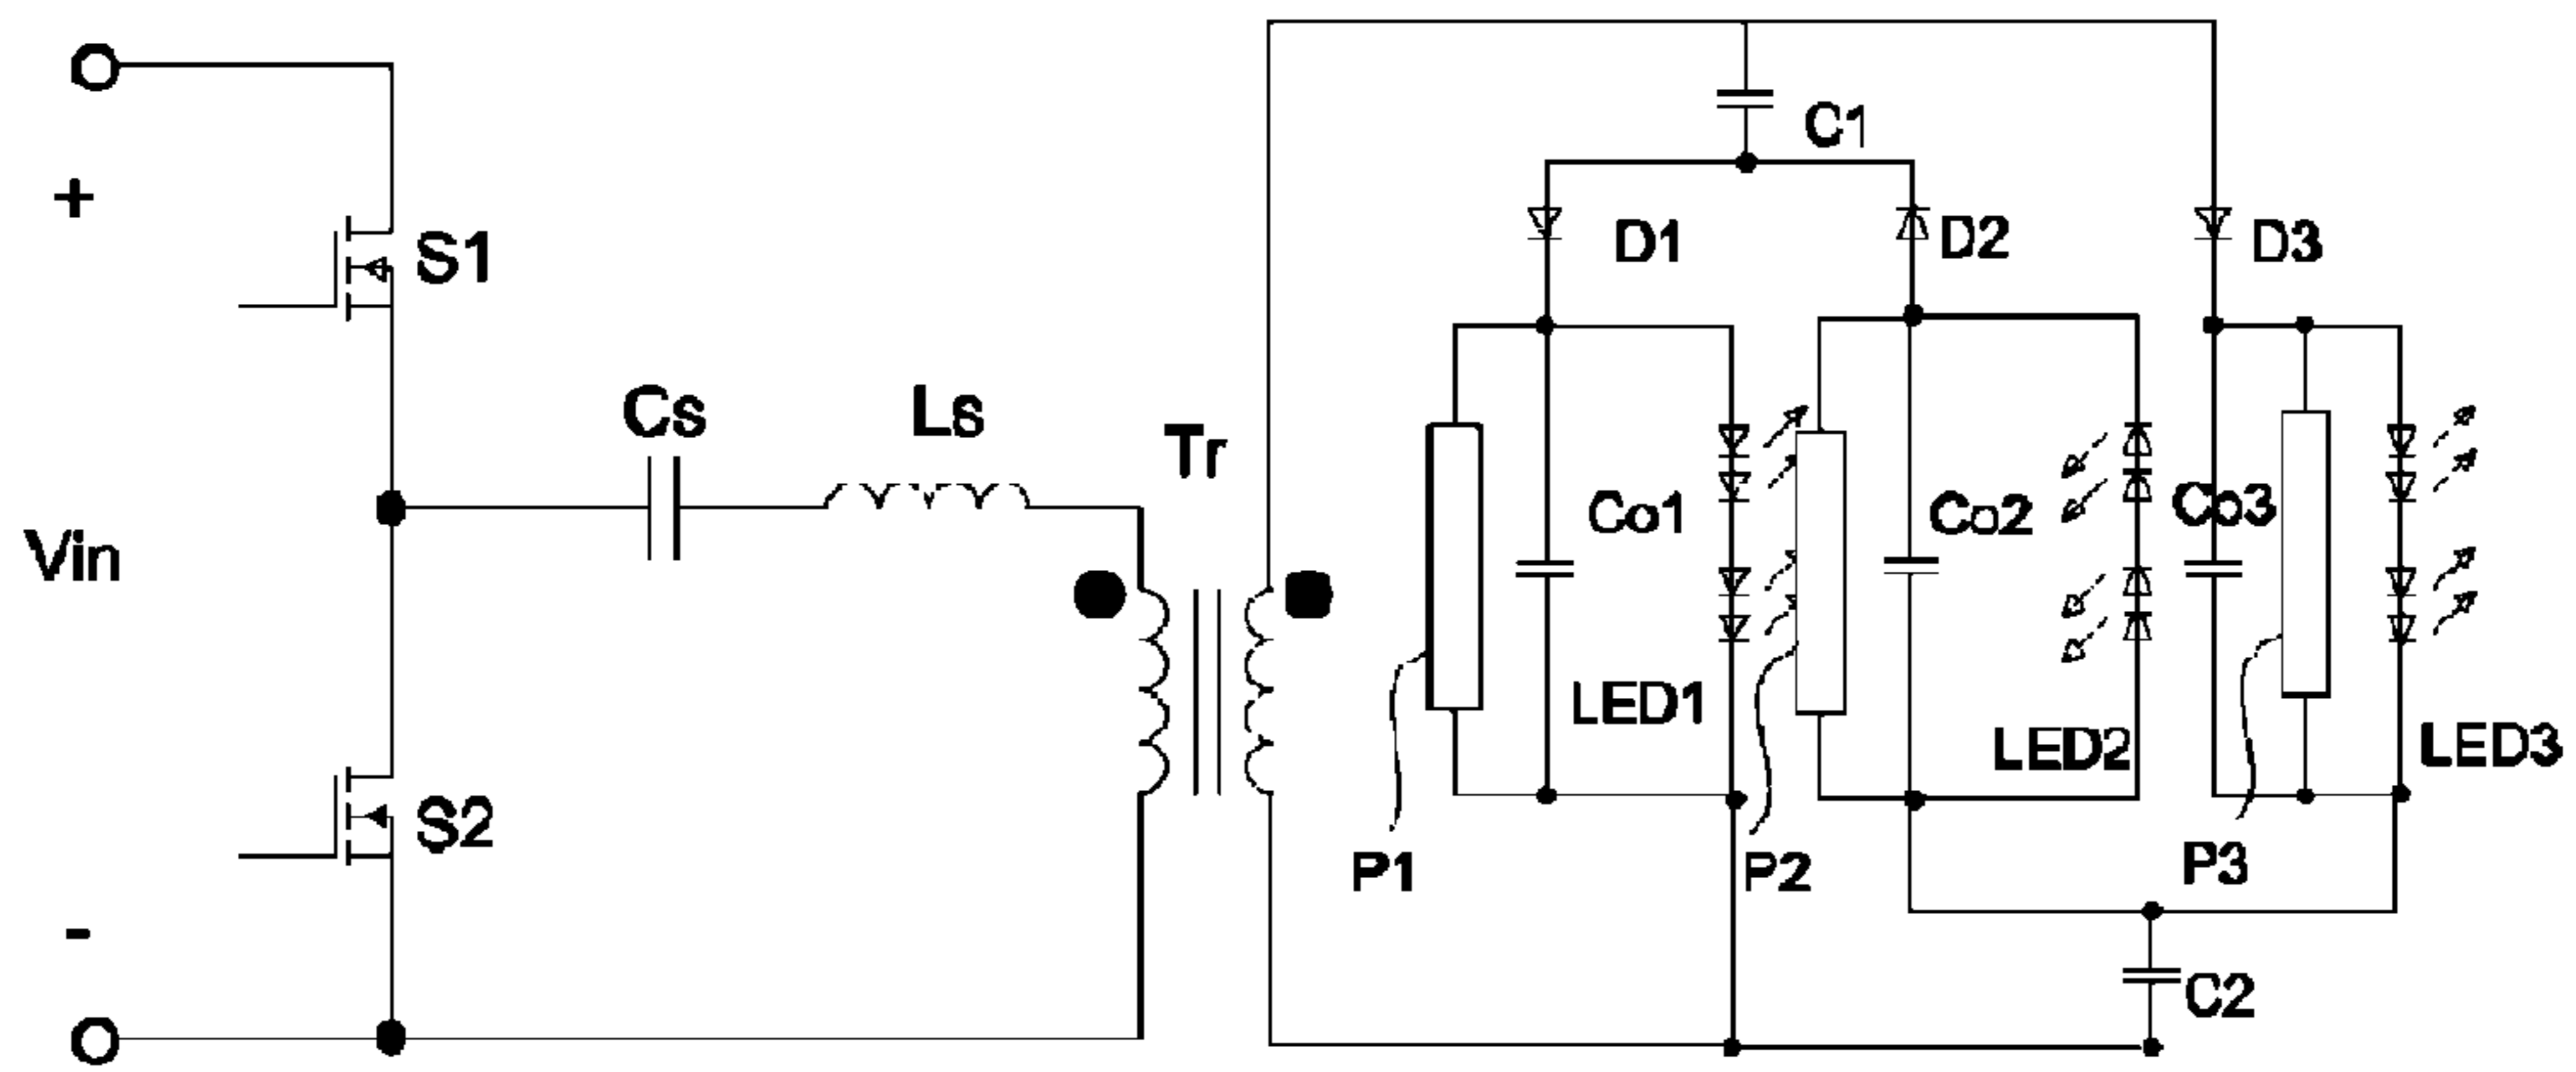 +
Vin
-
S1
S2
Cs
Ls
Tr
C1
D1
D2
D3
Co1
Co2
Co3
LED1
LED2
LED3
P1
P2
P3
C2